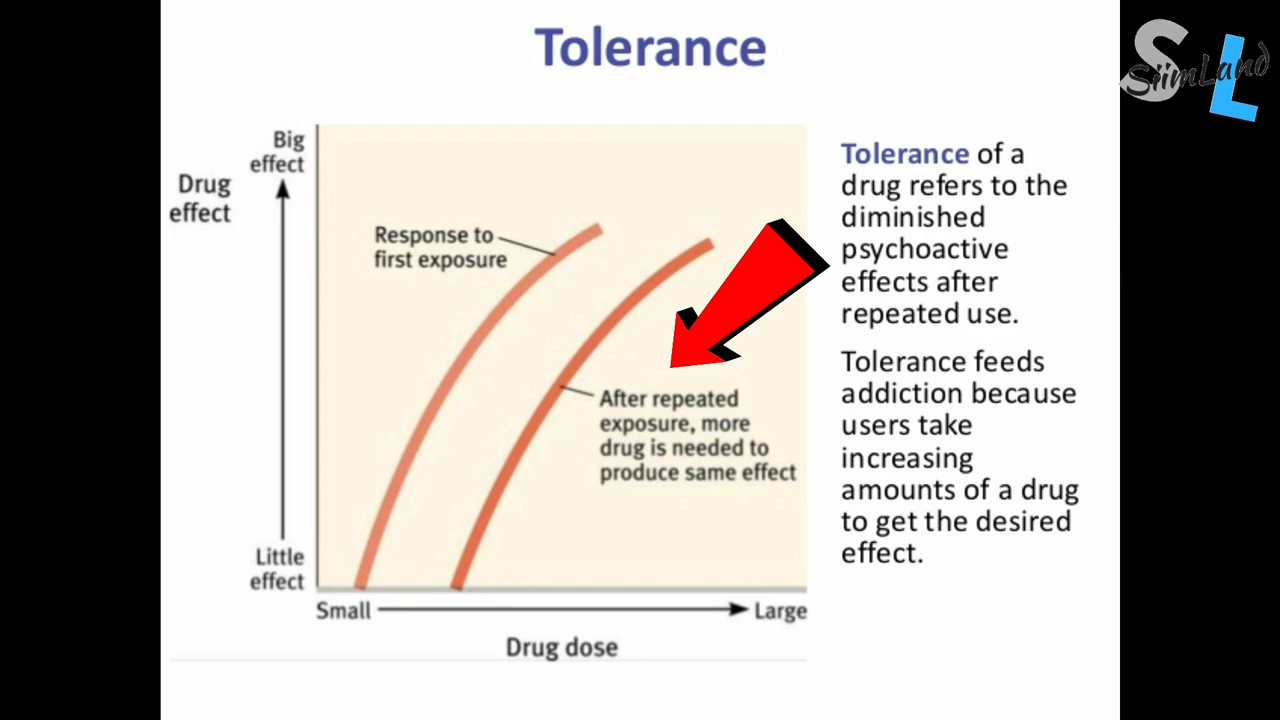 Tolerance
SiimLand
SL
Big
effect
Drug
effect
Response to
first exposure
After repeated
exposure, more
drug is needed to
produce same effect
Little
effect
Small
Large
Drug dose
Tolerance of a
drug refers to the
diminished
psychoactive
effects after
repeated use.
Tolerance feeds
addiction because
users take
increasing
amounts of a drug
to get the desired
effect.